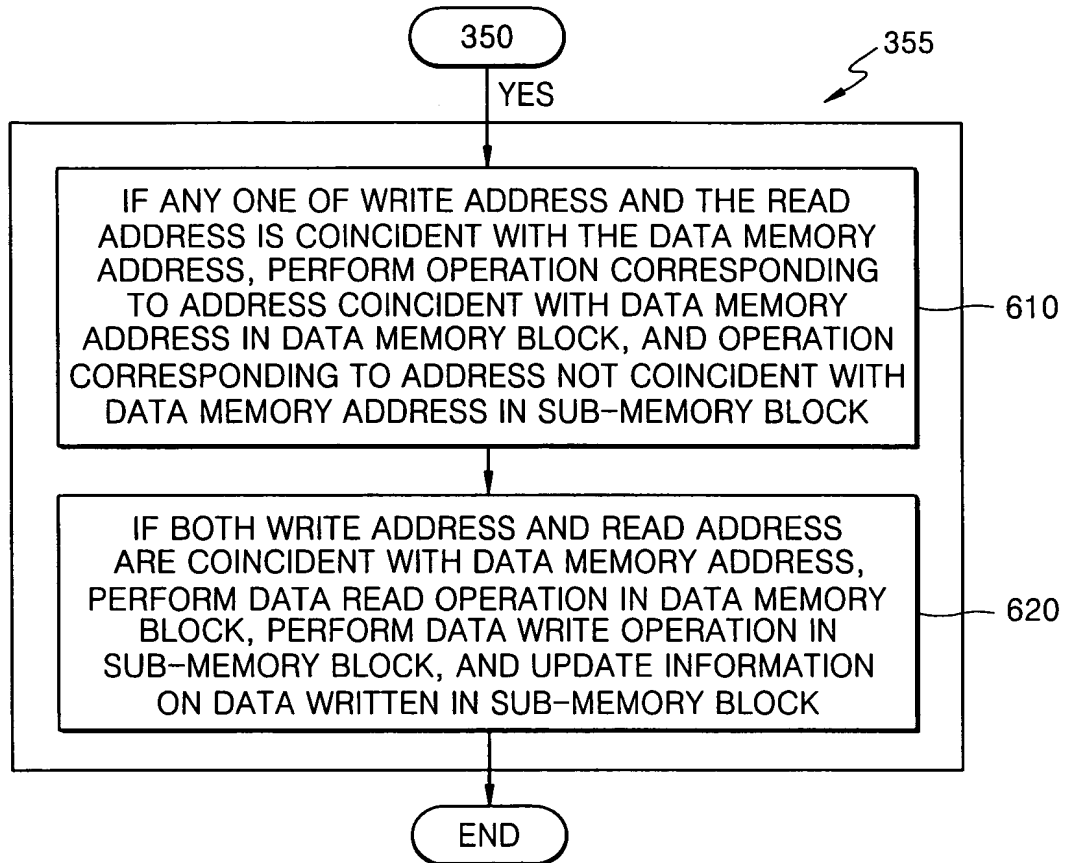 350
355
YES
IF ANY ONE OF WRITE ADDRESS AND THE READ
ADDRESS IS COINCIDENT WITH THE DATA MEMORY
ADDRESS, PERFORM OPERATION CORRESPONDING
TO ADDRESS COINCIDENT WITH DATA MEMORY
ADDRESS IN DATA MEMORY BLOCK, AND OPERATION
CORRESPONDING TO ADDRESS NOT COINCIDENT WITH
DATA MEMORY ADDRESS IN SUB-MEMORY BLOCK
610
IF BOTH WRITE ADDRESS AND READ ADDRESS
ARE COINCIDENT WITH DATA MEMORY ADDRESS,
PERFORM DATA READ OPERATION IN DATA MEMORY
BLOCK, PERFORM DATA WRITE OPERATION IN
SUB-MEMORY BLOCK, AND UPDATE INFORMATION
ON DATA WRITTEN IN SUB-MEMORY BLOCK
620
END